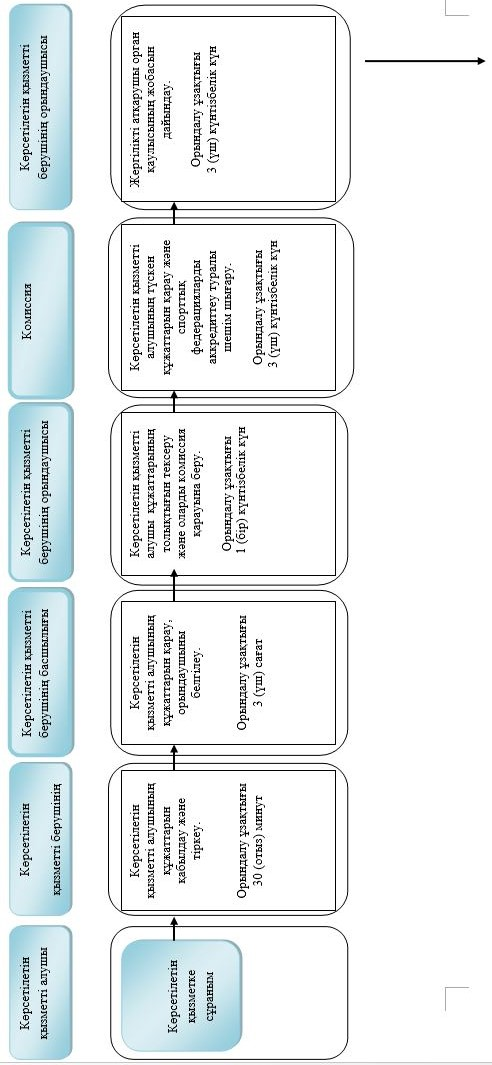 Көрсетілетін
қызметті алушы
Көрсетілетін
қызметті берушінің
Көрсетілетін қызметті
берушінің басшылығы
Көрсетілетін қызметті
берушінің орындаушысы
Комиссия
Көрсетілетін қызметті
берушінің орындаушысы
Көрсетілетін
қызметке
сұраным
Көрсетілетін
қызметті алушының
құжаттарын
қабылдау және
тіркеу.
Орындалу ұзақтығы
30 (отыз) минут
Көрсетілетін
қызметті алушының
құжаттарын қарау,
орындаушыны
белгілеу.
Орындалу ұзақтығы
3 (үш) сағат
Көрсетілетін қызметті
алушы құжаттарының
толықтығын тексеру
және оларды комиссия
қарауына беру.
Орындалу ұзақтығы
1 (бір) күнтізбелік күн
Көрсетілетін қызметті
алушының түскен
құжаттарын қарау және
спорттық
федерацияларды
аккредиттеу туралы
шешім шығару.
Орындалу ұзақтығы
3 (үш) күнтізбелік күн
Жергілікті атқарушы орган
қаулысының жобасын
дайындау.
Орындалу ұзақтығы
3 (үш) күнтізбелік күн